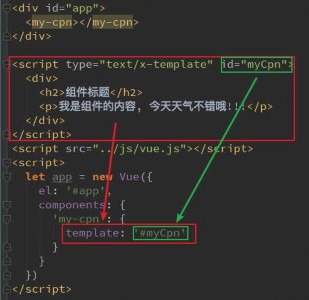 <div id="app">
<my-cpn></my-cpn>
</div>
<script type="text/x-template" id="myCpn">
<div>
<h2>组件标题</h2>
<p>我是组件的内容，今天天气不错哦!!!</p>
</div>
</script>
<script src="../js/vue.js"></script>
<script>
let app = new Vue({
el: '#app',
components: {
'my-cpn': {
template: '#myCpn'
}
}
})
</script>